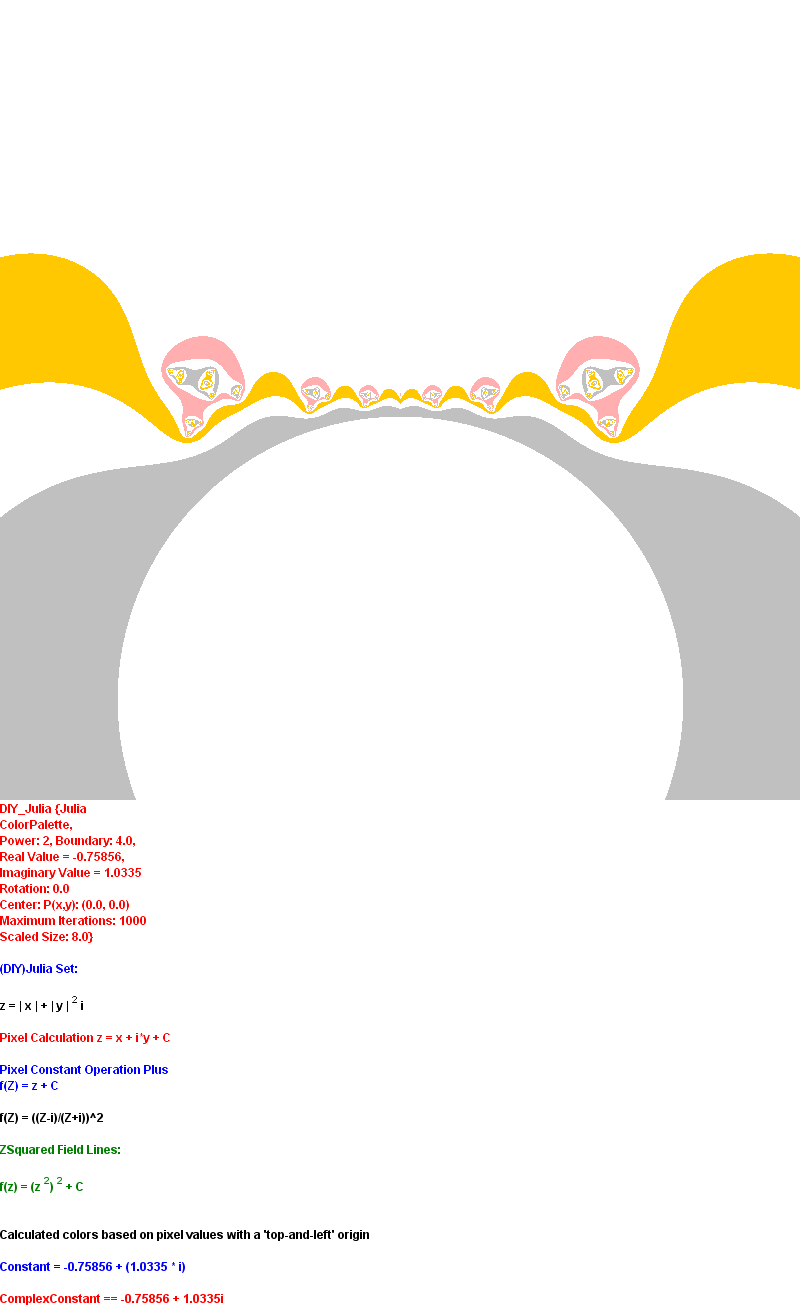 DIY_Julia {Julia
ColorPalette,
Power: 2, Boundary: 4.0,
Real Value = -0.75856,
Imaginary Value = 1.0335
Rotation: 0.0
Center: P(x,y): (0.0, 0.0)
Maximum Iterations: 1000
Scaled Size: 8.0}
(DIY)Julia Set:
z = | x | + | y | ² i
Pixel Calculation z = x + i*y + C
Pixel Constant Operation Plus
f(Z) = z + C
f(Z) = ((Z-i)/(Z+i))^2
ZSquared Field Lines:
f(z) = (z ²) ² + C
Calculated colors based on pixel values with a 'top-and-left' origin
Constant = -0.75856 + (1.0335 * i)
ComplexConstant == -0.75856 + 1.0335i